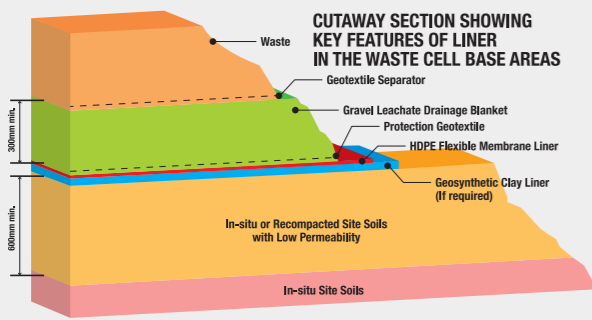 CUTAWAY SECTION SHOWING
KEY FEATURES OF LINER
IN THE WASTE CELL BASE AREAS
Waste
Geotextile Separator
Gravel Leachate Drainage Blanket
Protection Geotextile
HDPE Flexible Membrane Liner
Geosynthetic Clay Liner
(If required)
300mm min.
600mm min.
In-situ or Recompacted Site Soils
with Low Permeability
In-situ Site Soils